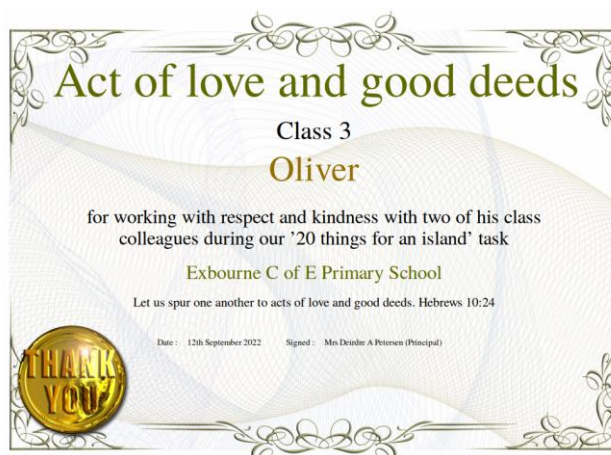 Act of love and good deeds
Class 3
Oliver
for working with respect and kindness with two of his class
colleagues during our '20 things for an island' task
Exbourne C of E Primary School
Let us spur one another to acts of love and good deeds. Hebrews 10:24
Date : 12th September 2022 Signed : Mrs Deirdre A Petersen (Principal)
THANK
YOU